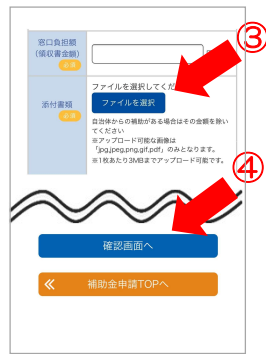 ③
窓口負担額
(領収書金額)
必須
ファイルを選択してくだ
ファイルを選択
添付書類
必須
自治体からの補助がある場合はその金額を除い
てください
※アップロード可能な画像は
「jpg,jpeg,png,gif,pdf」のみとなります。
※1枚あたり3MBまでアップロード可能です。
④
確認画面へ
補助金申請TOPへ